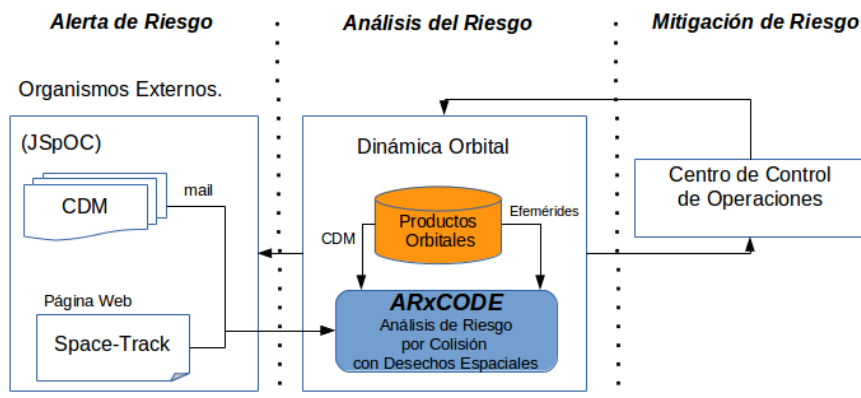 Alerta de Riesgo
Análisis del Riesgo
Mitigación de Riesgo
Organismos Externos.
(JSpOC)
CDM
mail
Página Web
Space-Track
Dinámica Orbital
Productos
Orbitales
CDM
Efemérides
ARxCODE
Análisis de Riesgo
por Colisión
con Desechos Espaciales
Centro de Control
de Operaciones